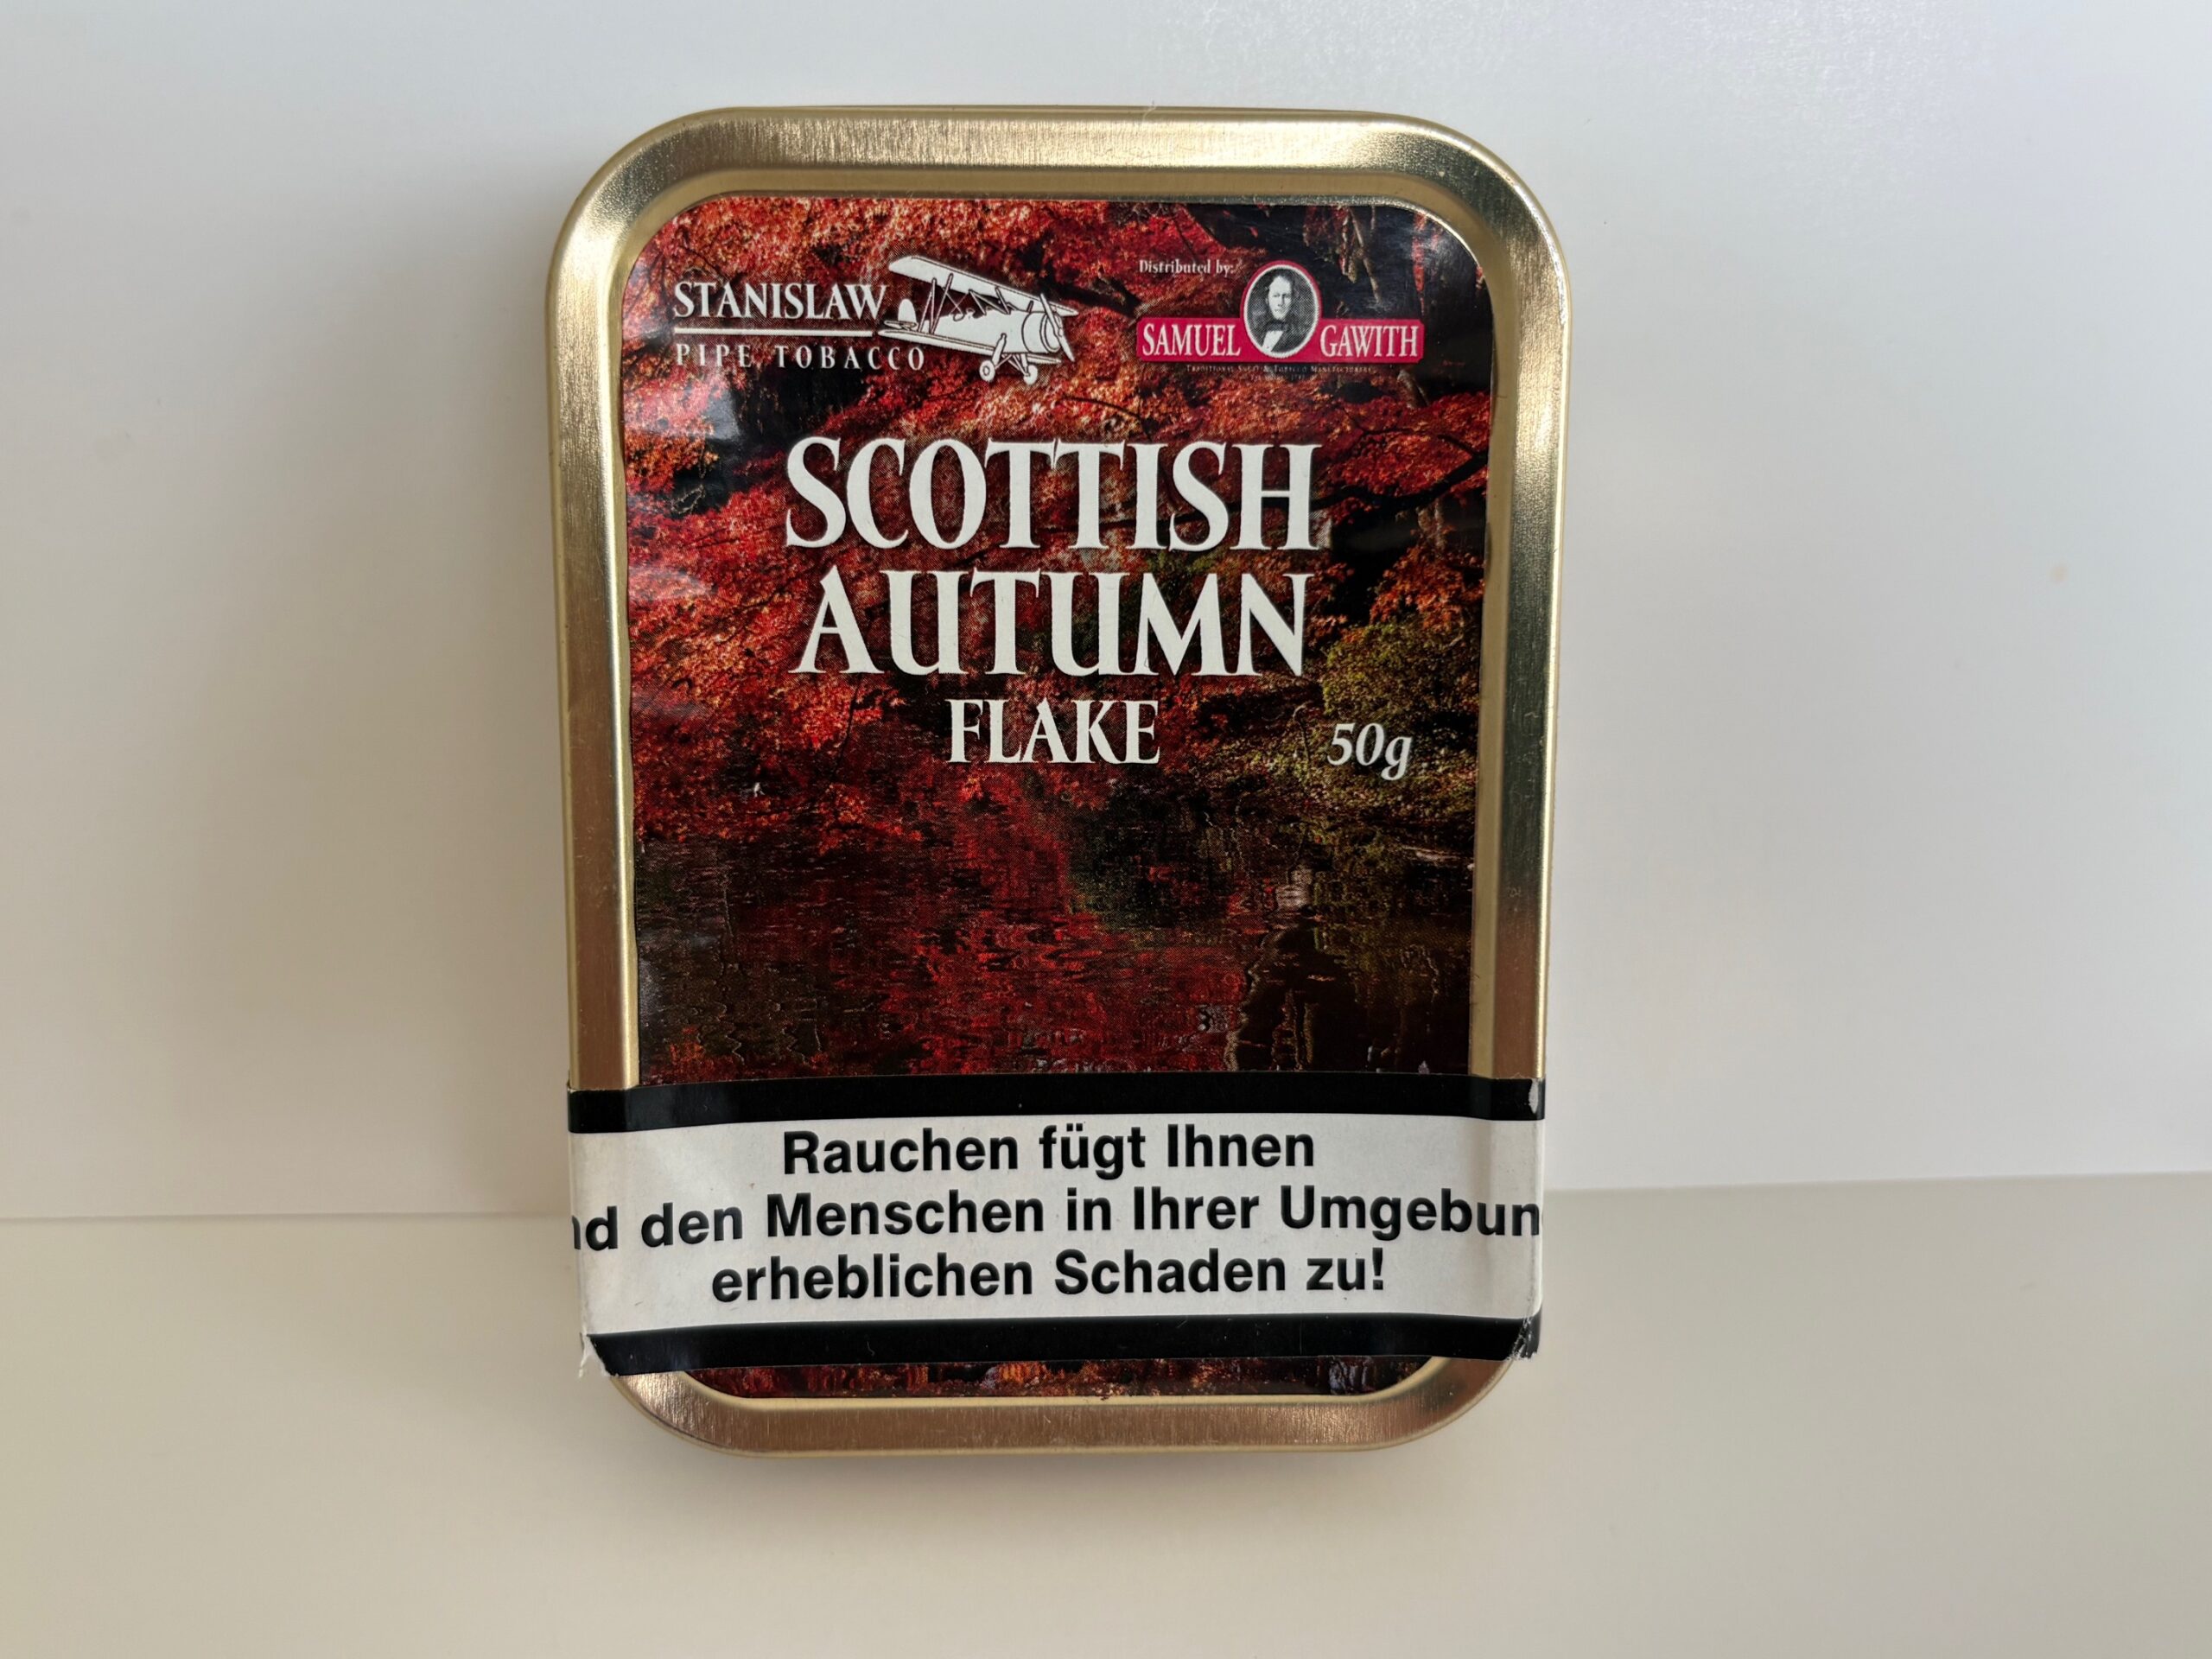 STANISLAW
PIPE TOBACCO
Distributed by:
SAMUEL GAWITH
SCOTTISH
AUTUMN
FLAKE
50g
Rauchen fügt Ihnen
nd den Menschen in Ihrer Umgebun
erheblichen Schaden zu!